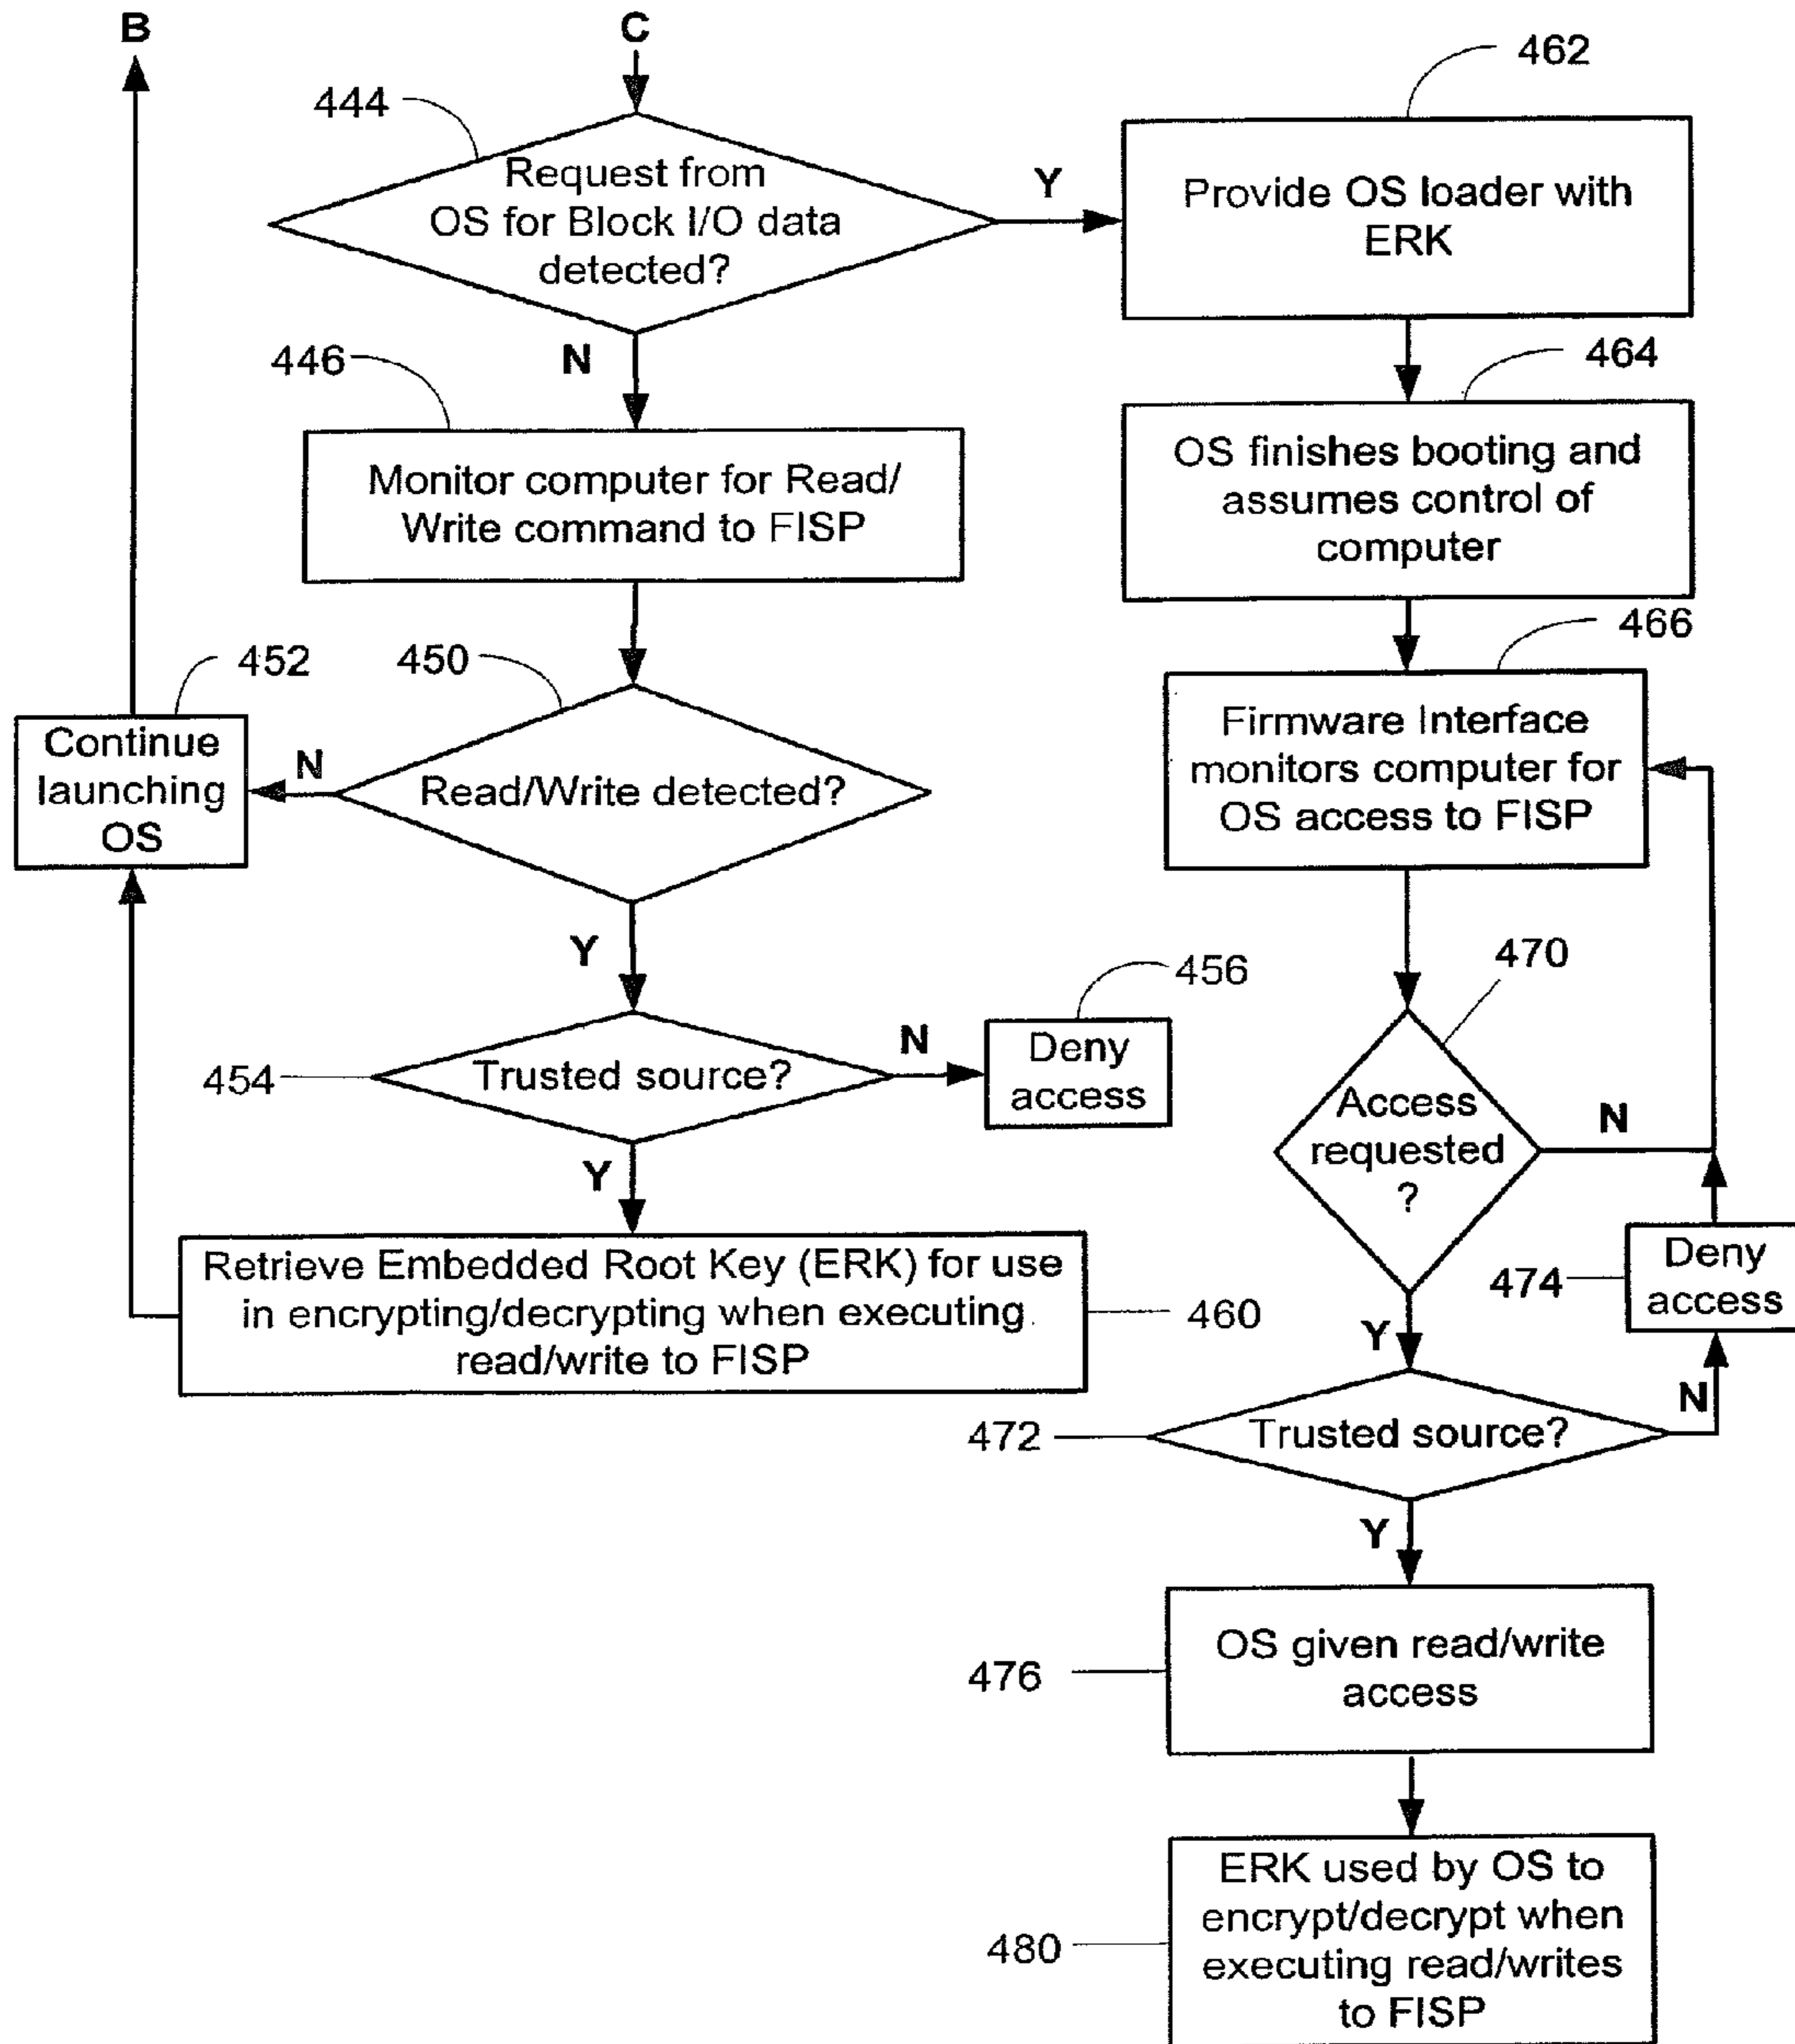 B
C
444
Request from
OS for Block I/O data
detected?
Y
462
Provide OS loader with
ERK
N
446
Monitor computer for Read/
Write command to FISP
464
OS finishes booting and
assumes control of
computer
452
Continue
launching
OS
N
450
Read/Write detected?
466
Firmware Interface
monitors computer for
OS access to FISP
Y
454
Trusted source?
N
456
Deny
access
470
Access
requested
?
N
Y
Retrieve Embedded Root Key (ERK) for use
in encrypting/decrypting when executing
read/write to FISP
460
474
Deny
access
Y
472
Trusted source?
N
Y
476
OS given read/write
access
480
ERK used by OS to
encrypt/decrypt when
executing read/writes
to FISP